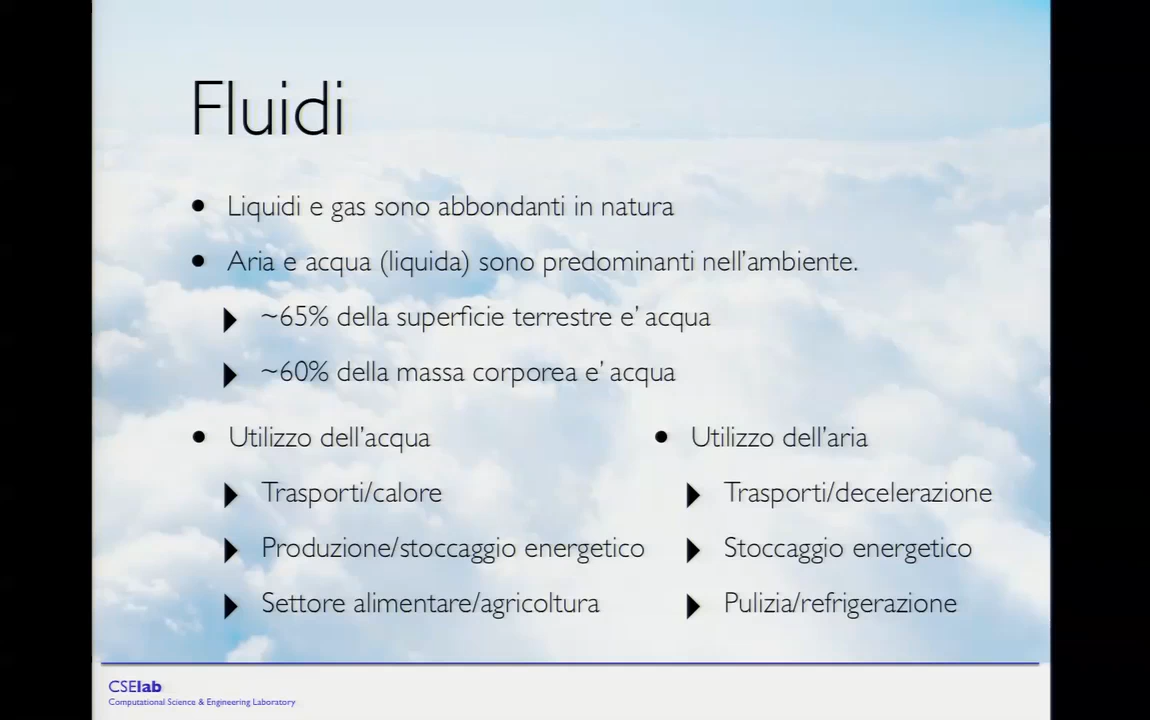 Fluidi
• Liquidi e gas sono abbondanti in natura
• Aria e acqua (liquida) sono predominanti nell'ambiente.
~65% della superficie terrestre e' acqua
~60% della massa corporea e' acqua
• Utilizzo dell'acqua
Trasporti/calore
Produzione/stoccaggio energetico
Settore alimentare/agricoltura
• Utilizzo dell'aria
Trasporti/decelerazione
Stoccaggio energetico
Pulizia/refrigerazione
CSElab
Computational Science & Engineering Laboratory